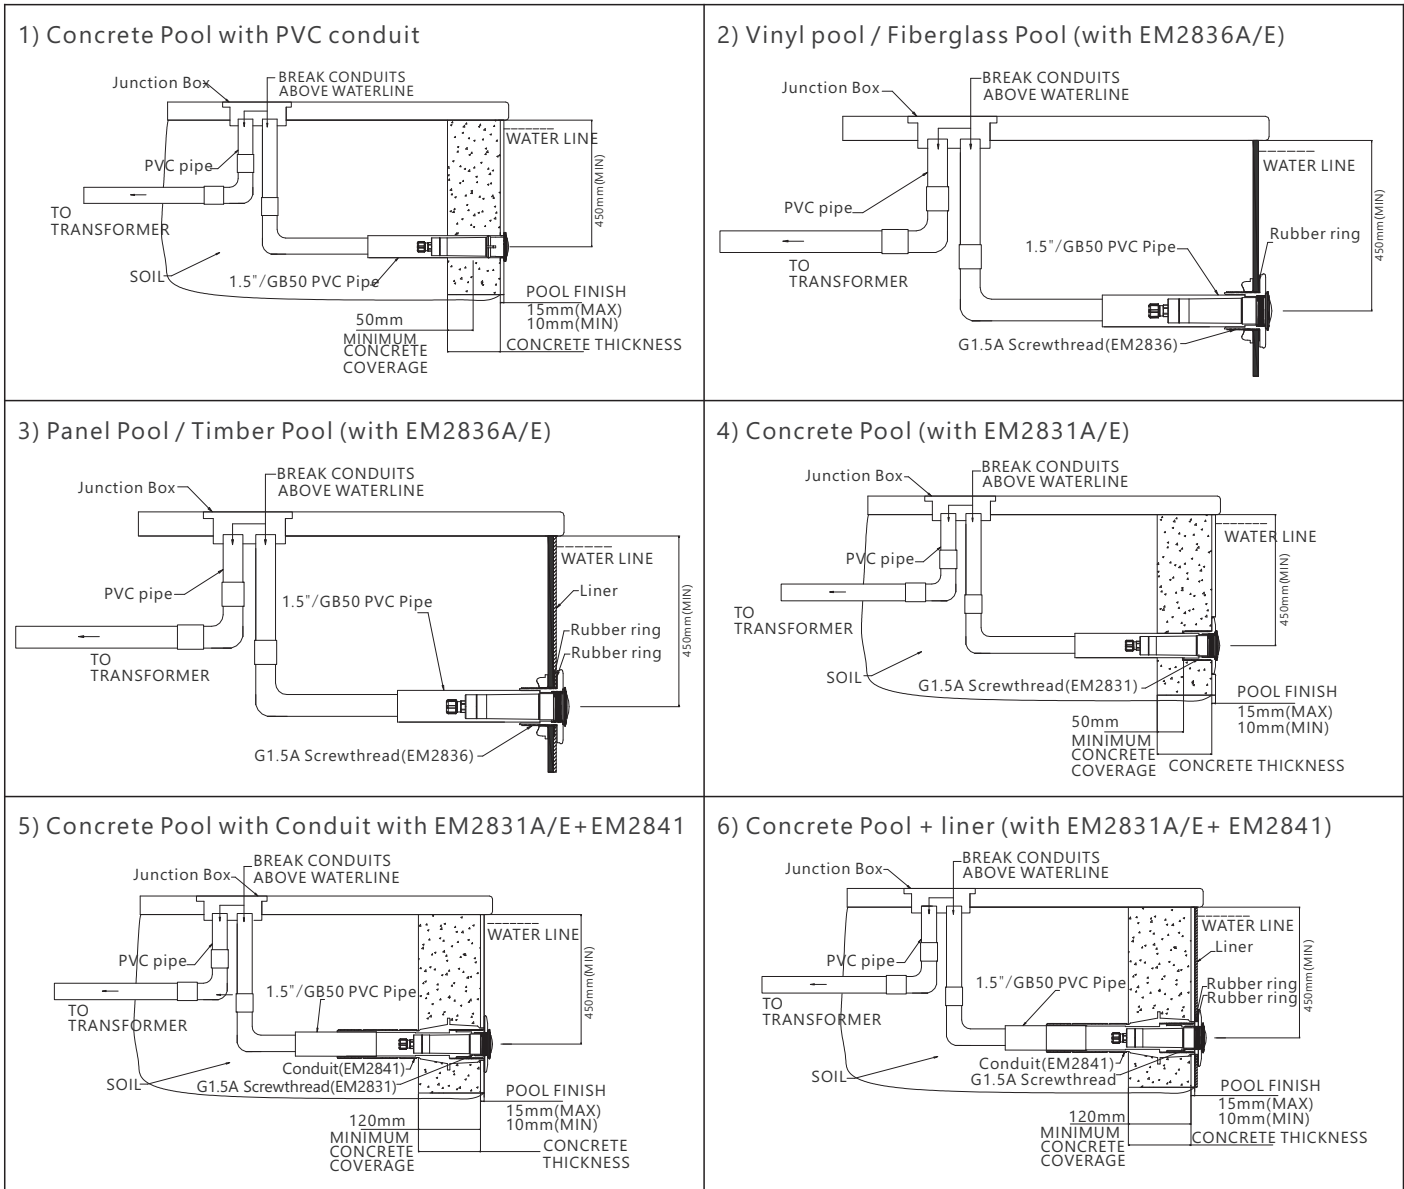 1) Concrete Pool with PVC conduit
Junction Box
BREAK CONDUITS
ABOVE WATERLINE
WATER LINE
PVC pipe
450mm(MIN)
TO
TRANSFORMER
SOIL
1.5"/GB50 PVC Pipe
POOL FINISH
15mm(MAX)
10mm(MIN)
50mm
MINIMUM
CONCRETE
COVERAGE
CONCRETE THICKNESS
2) Vinyl pool / Fiberglass Pool (with EM2836A/E)
Junction Box
BREAK CONDUITS
ABOVE WATERLINE
WATER LINE
PVC pipe
450mm(MIN)
Rubber ring
1.5"/GB50 PVC Pipe
TO
TRANSFORMER
G1.5A Screwthread(EM2836)
3) Panel Pool / Timber Pool (with EM2836A/E)
BREAK CONDUITS
ABOVE WATERLINE
Junction Box
WATER LINE
PVC pipe
Liner
1.5"/GB50 PVC Pipe
450mm(MIN)
Rubber ring
Rubber ring
TO
TRANSFORMER
G1.5A Screwthread(EM2836)
4) Concrete Pool (with EM2831A/E)
BREAK CONDUITS
ABOVE WATERLINE
Junction Box
WATER LINE
PVC pipe
450mm(MIN)
TO
TRANSFORMER
SOIL
G1.5A Screwthread(EM2831)
POOL FINISH
15mm(MAX)
10mm(MIN)
50mm
MINIMUM
CONCRETE
COVERAGE
CONCRETE THICKNESS
5) Concrete Pool with Conduit with EM2831A/E+EM2841
BREAK CONDUITS
ABOVE WATERLINE
Junction Box
WATER LINE
PVC pipe
450mm(MIN)
1.5"/GB50 PVC Pipe
TO
TRANSFORMER
Conduit(EM2841)
SOIL
G1.5A Screwthread(EM2831)
POOL FINISH
15mm(MAX)
10mm(MIN)
120mm
MINIMUM
CONCRETE
COVERAGE
CONCRETE
THICKNESS
6) Concrete Pool + liner (with EM2831A/E+ EM2841)
BREAK CONDUITS
ABOVE WATERLINE
Junction Box
WATER LINE
Liner
PVC pipe
450mm(MIN)
1.5"/GB50 PVC Pipe
Rubber ring
Rubber ring
TO
TRANSFORMER
Conduit(EM2841)
SOIL
G1.5A Screwthread
POOL FINISH
15mm(MAX)
10mm(MIN)
120mm
MINIMUM
CONCRETE
COVERAGE
CONCRETE THICKNESS